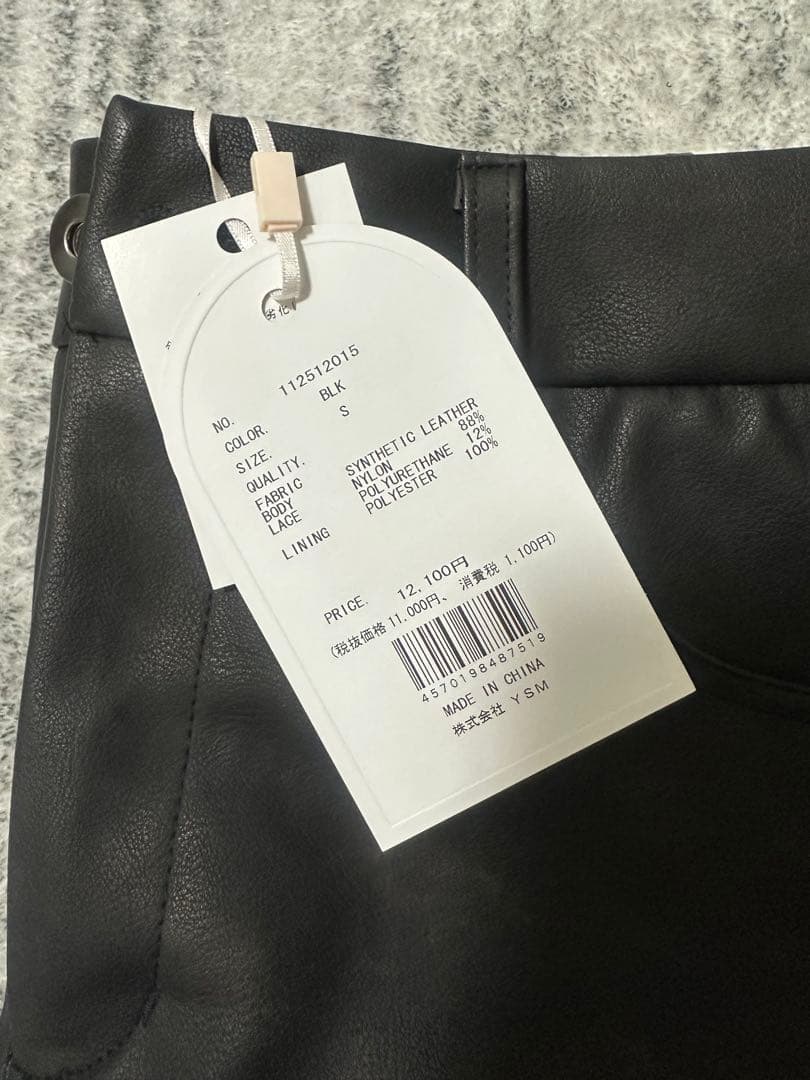 劣化
NO. 112512015
COLOR. BLK
SIZE. S
QUALITY.
FABRIC SYNTHETIC LEATHER
BODY NYLON 88%
LACE POLYURETHANE 12%
LINING POLYESTER 100%
PRICE. 12,100円
(税抜価格 11,000円、 消費税 1,100円)
4570198487519
MADE IN CHINA
株式会社 YSM